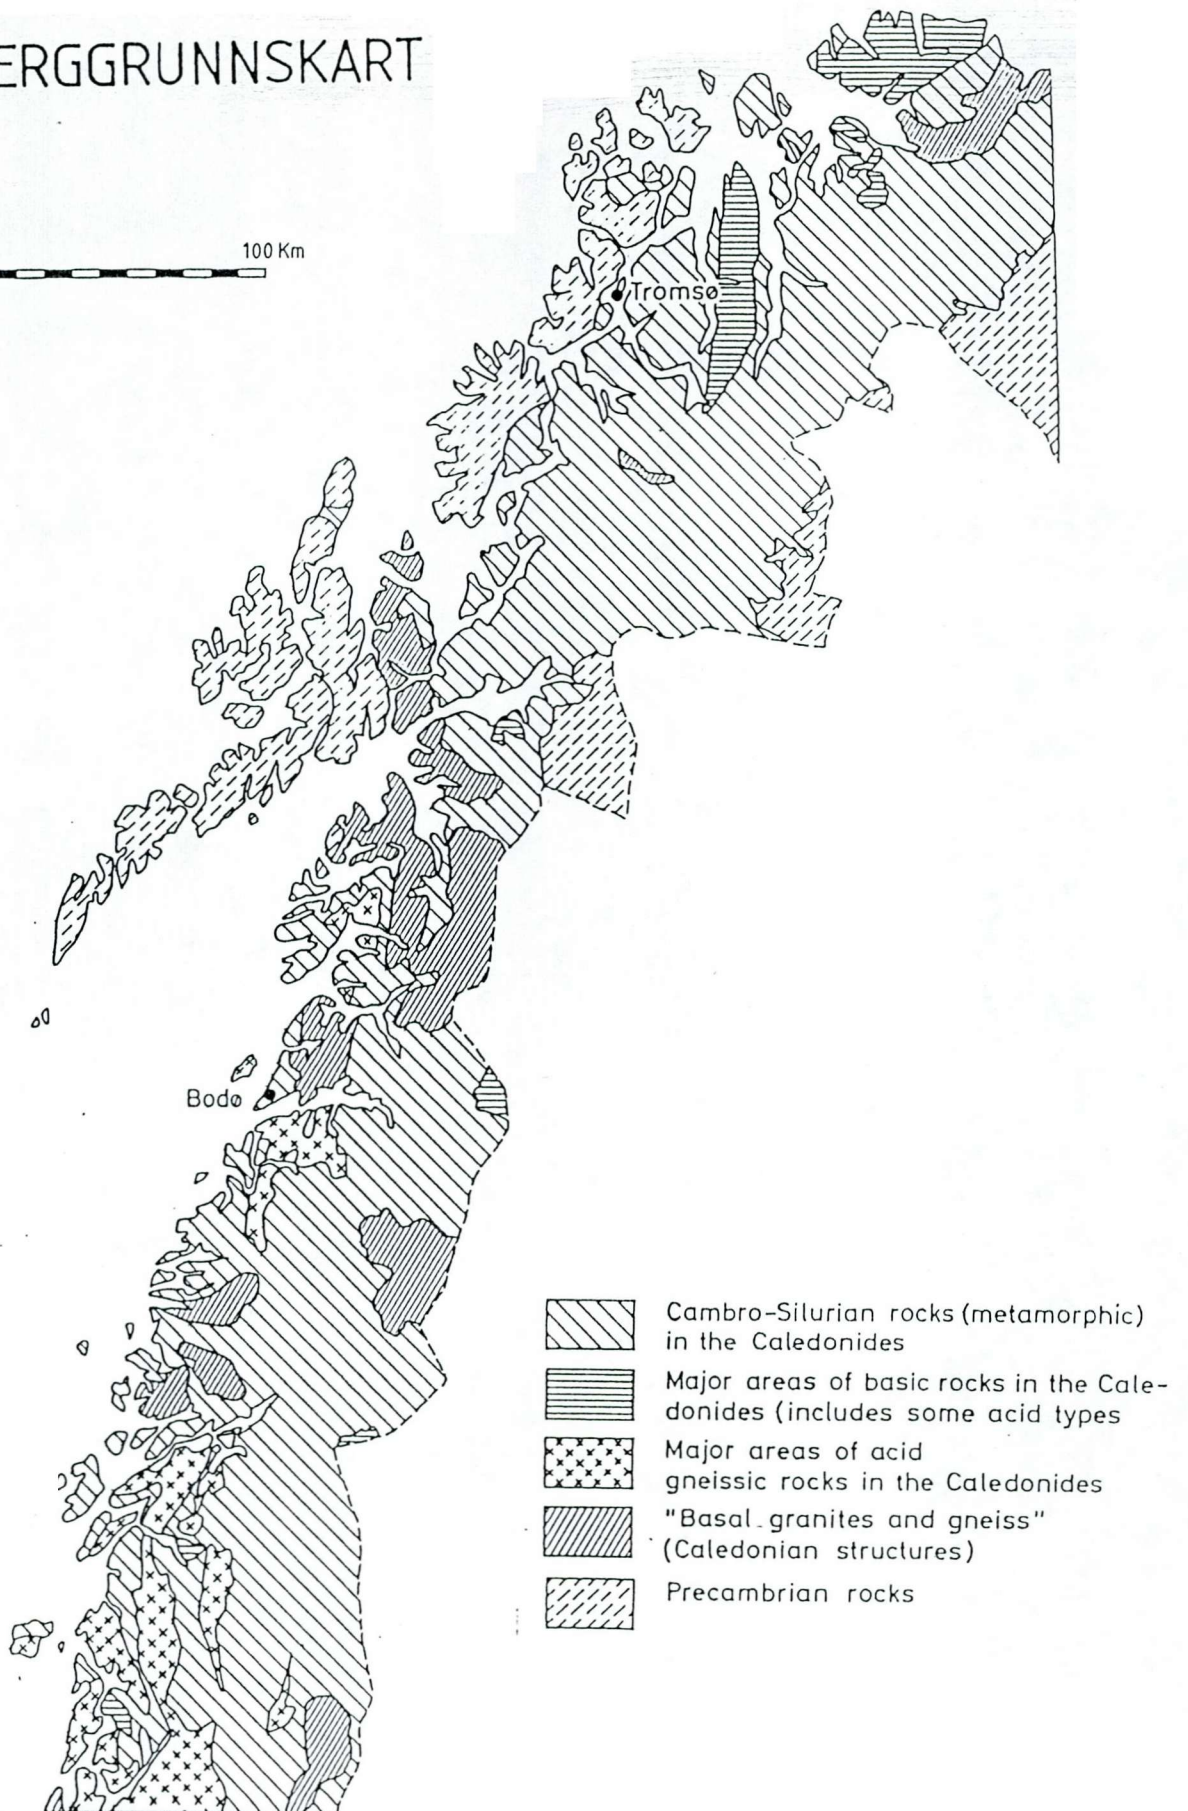 ERGGRUNNSKART
100 Km
Tromsø
Bodø
Cambro-Silurian rocks (metamorphic)
in the Caledonides
Major areas of basic rocks in the Cale-
donides (includes some acid types
Major areas of acid
gneissic rocks in the Caledonides
"Basal granites and gneiss"
(Caledonian structures)
Precambrian rocks